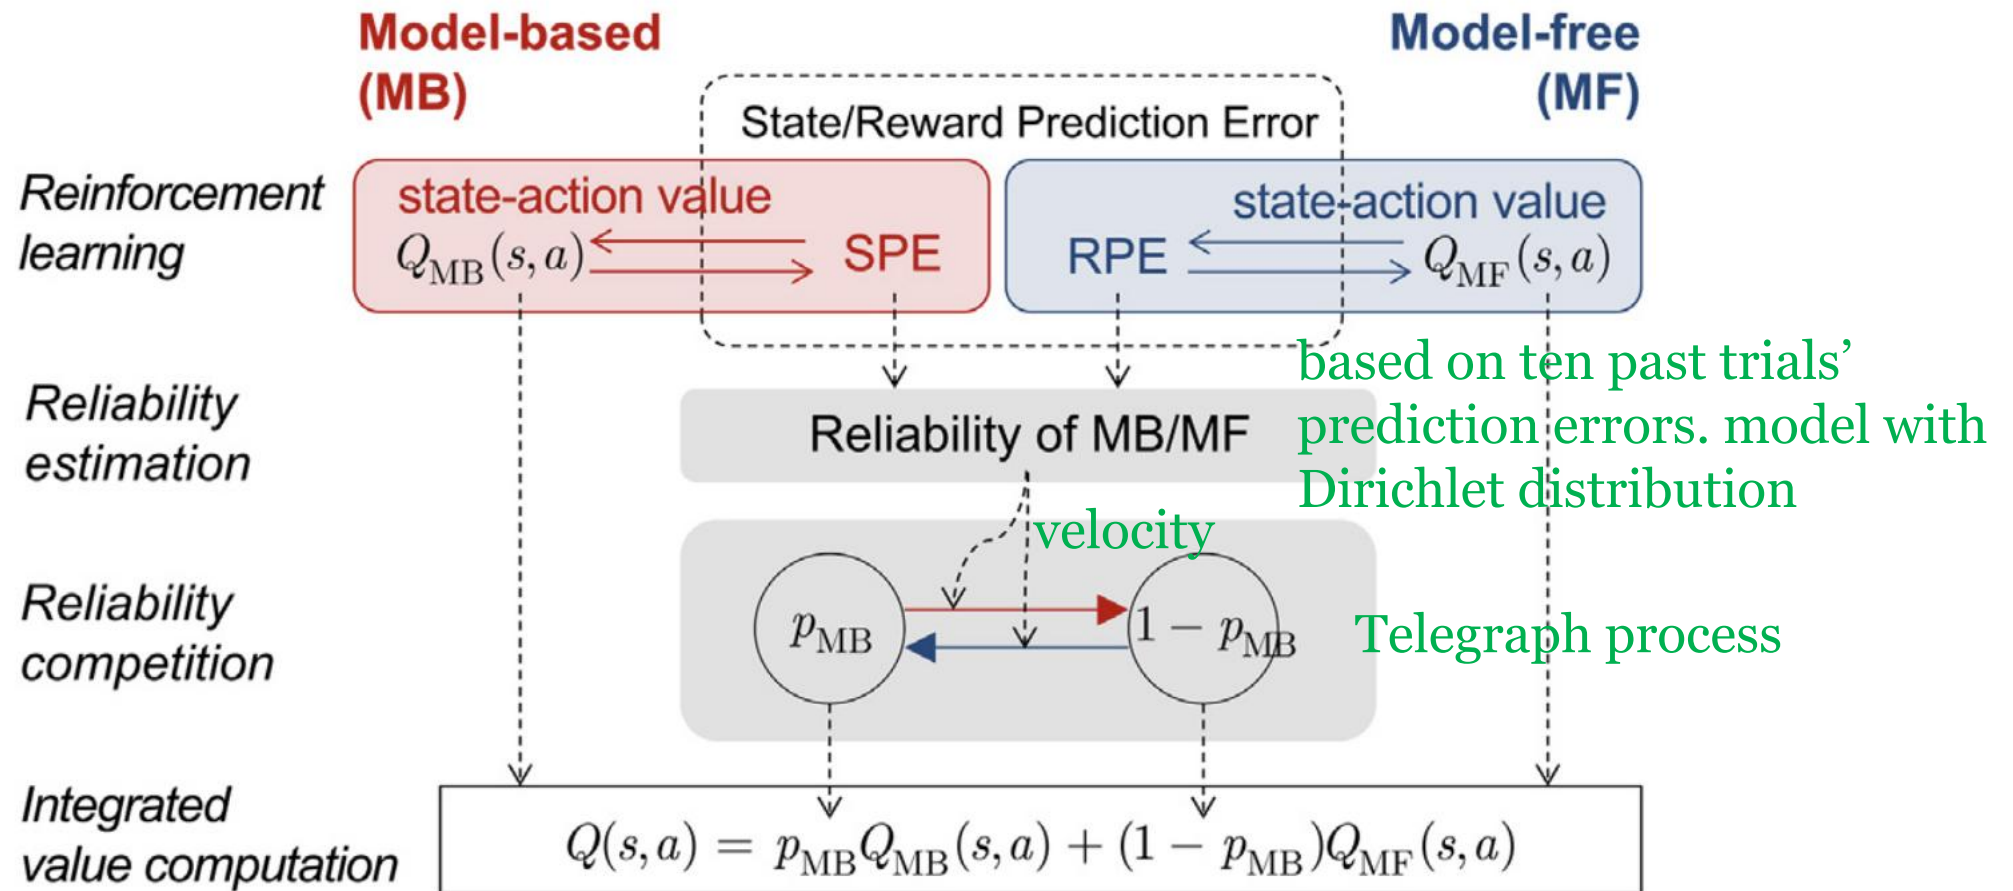 Model-based
(MB)
Model-free
(MF)
State/Reward Prediction Error
Reinforcement
learning
state-action value
Q_MB(s, a)
SPE
RPE
state-action value
Q_MF(s, a)
based on ten past trials’
prediction errors. model with
Dirichlet distribution
Reliability
estimation
Reliability of MB/MF
velocity
Reliability
competition
p_MB
1 − p_MB
Telegraph process
Integrated
value computation
Q(s, a) = p_MB Q_MB(s, a) + (1 − p_MB)Q_MF(s, a)